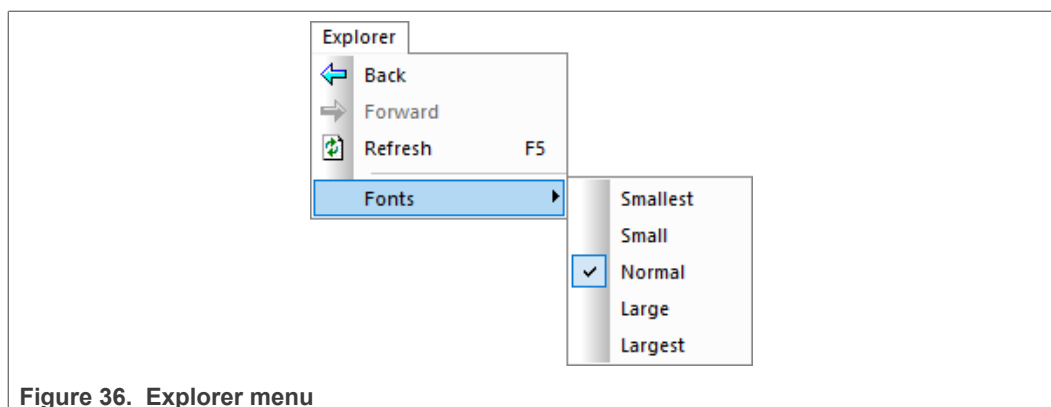 Explorer
Back
Forward
Refresh F5
Fonts
Smallest
Small
Normal
Large
Largest
Figure 36. Explorer menu